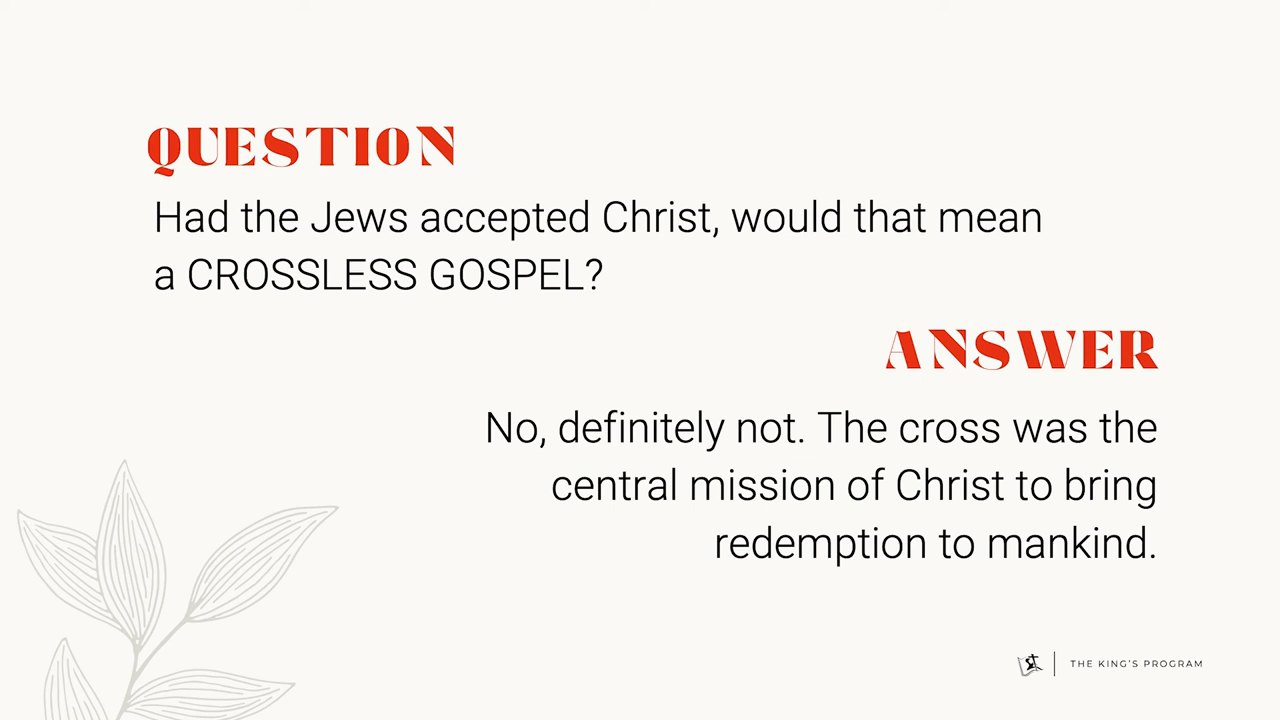 QUESTION
Had the Jews accepted Christ, would that mean
a CROSSLESS GOSPEL?
ANSWER
No, definitely not. The cross was the
central mission of Christ to bring
redemption to mankind.
THE KING'S PROGRAM